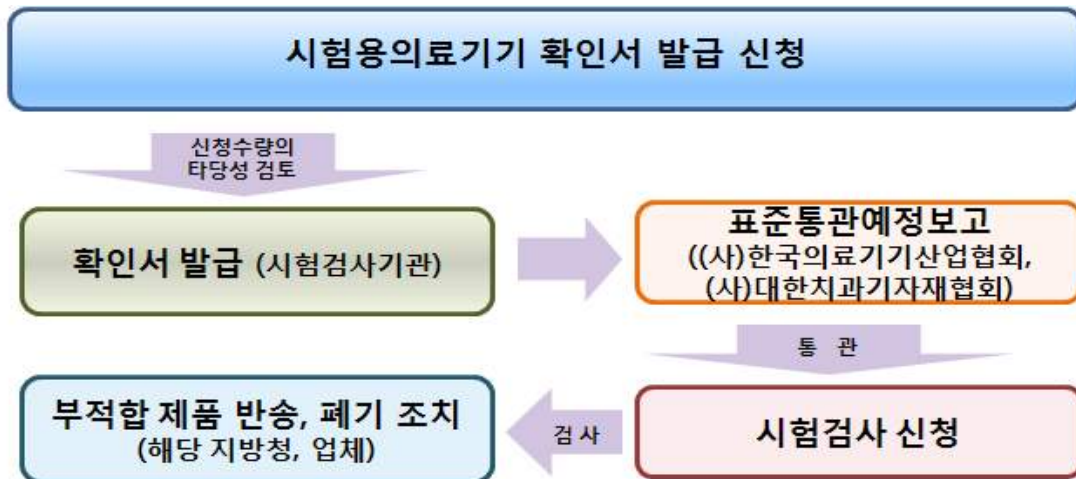 시험용의료기기 확인서 발급 신청
신청수량의
타당성 검토
확인서 발급 (시험검사기관)
표준통관예정보고
((사)한국의료기기산업협회,
(사)대한치과기자재협회)
통 관
시험검사 신청
검 사
부적합 제품 반송, 폐기 조치
(해당 지방청, 업체)